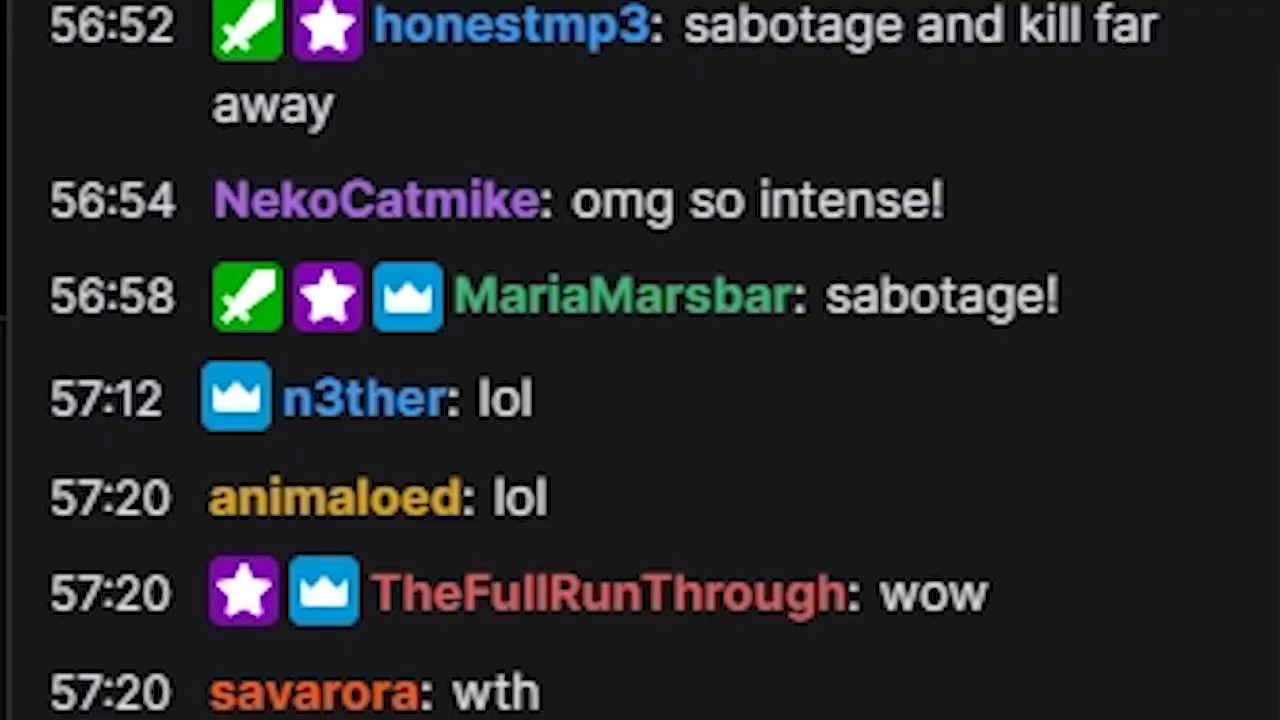 56:52 honestmp3: sabotage and kill far
away
56:54 NekoCatmike: omg so intense!
56:58 MariaMarsbar: sabotage!
57:12 n3ther: lol
57:20 animaloed: lol
57:20 TheFullRunThrough: wow
57:20 savarora: wth